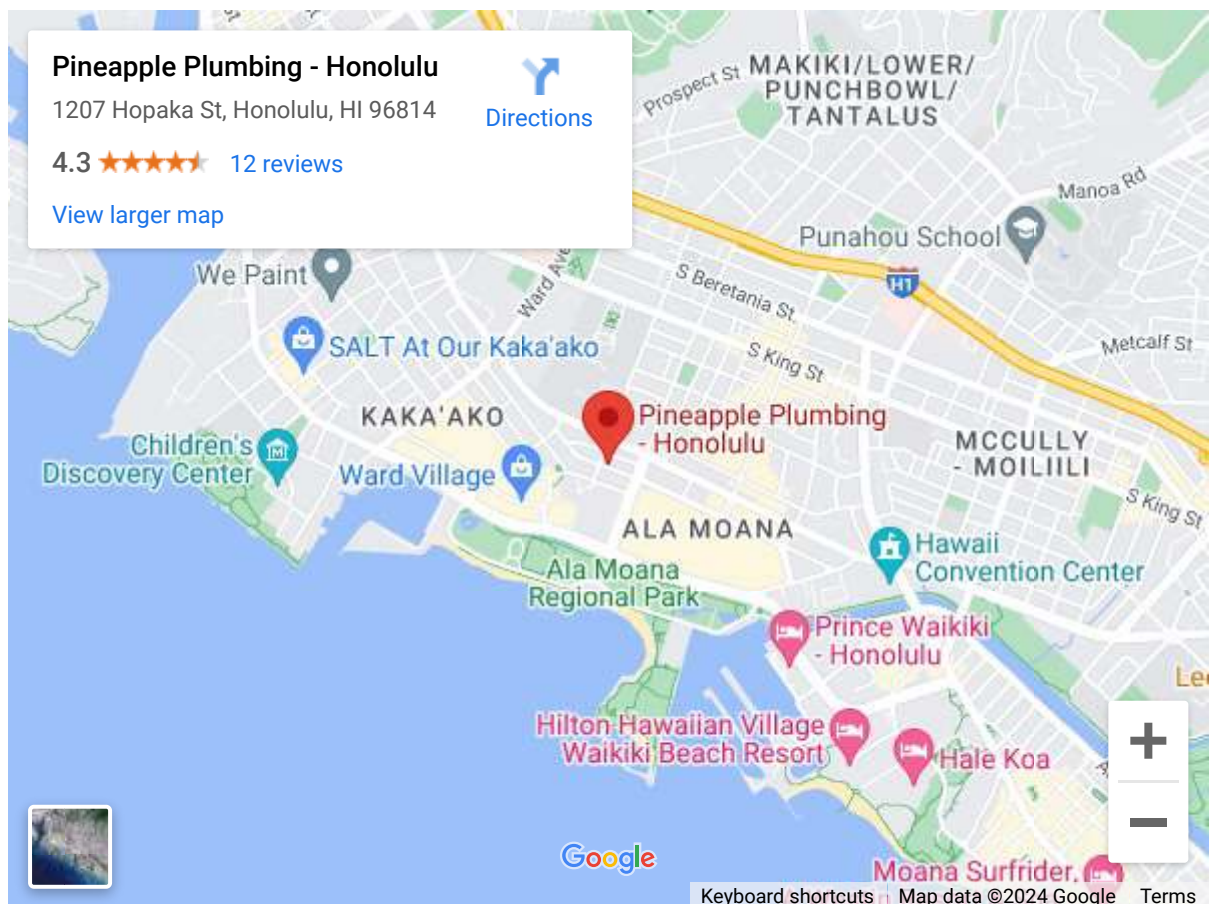 Pineapple Plumbing - Honolulu
1207 Hopaka St, Honolulu, HI 96814
4.3
12 reviews
View larger map
Directions
Prospect St
MAKIKI/LOWER/
PUNCHBOWL/
TANTALUS
Manoa Rd
Punahou School
We Paint
Ward Ave
S Beretania St.
H1
SALT At Our Kaka'ako
S King St
Metcalf St
KAKA'AKO
Pineapple Plumbing
- Honolulu
Children's
Discovery Center
Ward Village
MCCULLY
- MOILIILI
S King St
ALA MOANA
Hawaii
Convention Center
Ala Moana
Regional Park
Prince Waikiki
- Honolulu
Hilton Hawaiian Village
Waikiki Beach Resort
Hale Koa
Google
Moana Surfrider,
Keyboard shortcuts
Map data ©2024 Google
Terms